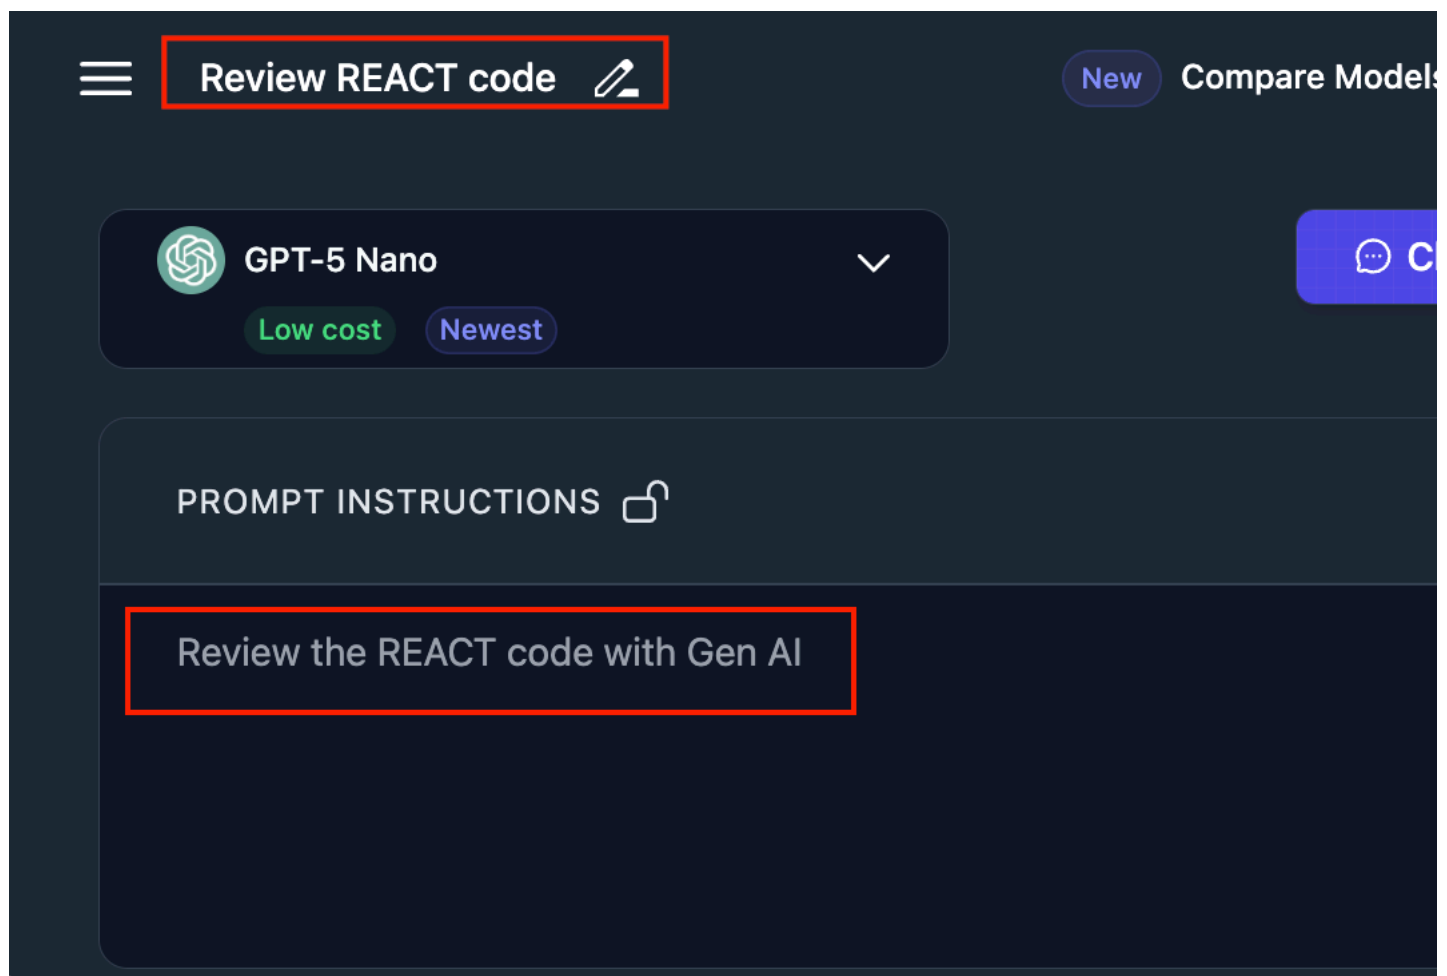 Review REACT code
New Compare Models
GPT-5 Nano
Low cost Newest
PROMPT INSTRUCTIONS
Review the REACT code with Gen AI